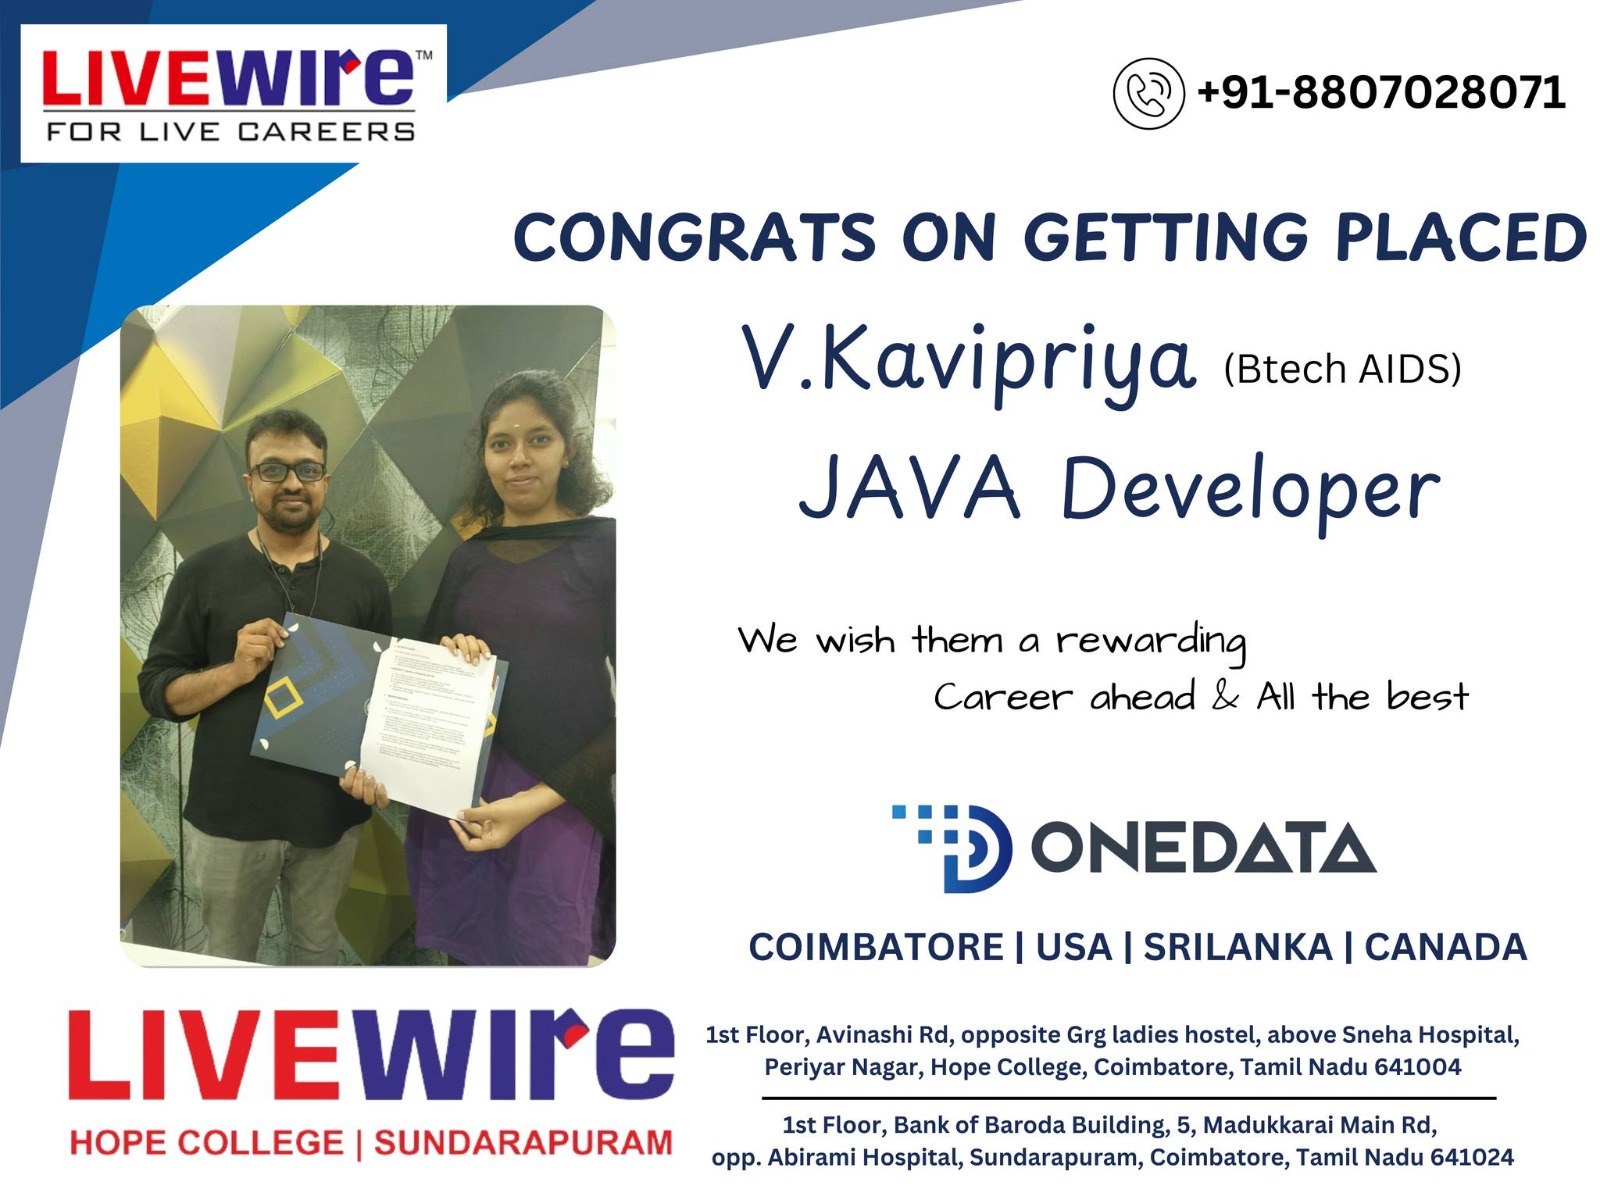 LIVEWIRE™
FOR LIVE CAREERS
+91-8807028071
CONGRATS ON GETTING PLACED
V.Kavipriya (Btech AIDS)
JAVA Developer
We wish them a rewarding
Career ahead & All the best
ONEDATA
COIMBATORE | USA | SRILANKA | CANADA
LIVEWIRE
HOPE COLLEGE | SUNDARAPURAM
1st Floor, Avinashi Rd, opposite Grg ladies hostel, above Sneha Hospital,
Periyar Nagar, Hope College, Coimbatore, Tamil Nadu 641004
1st Floor, Bank of Baroda Building, 5, Madukkarai Main Rd,
opp. Abirami Hospital, Sundarapuram, Coimbatore, Tamil Nadu 641024